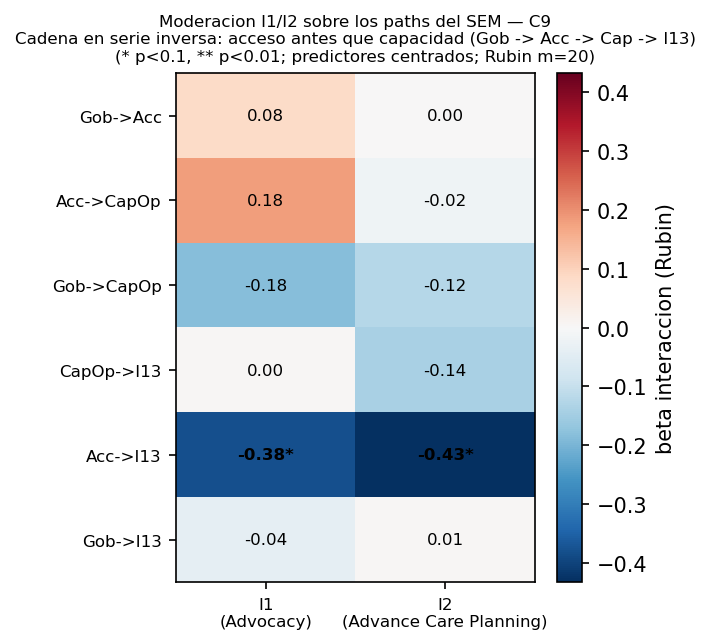 Moderacion I1/I2 sobre los paths del SEM — C9
Cadena en serie inversa: acceso antes que capacidad (Gob -> Acc -> Cap -> I13)
(* p<0.1, ** p<0.01; predictores centrados; Rubin m=20)
Gob->Acc
0.08
0.00
Acc->CapOp
0.18
-0.02
Gob->CapOp
-0.18
-0.12
CapOp->I13
0.00
-0.14
Acc->I13
-0.38*
-0.43*
Gob->I13
-0.04
0.01
I1
(Advocacy)
I2
(Advance Care Planning)
0.4
0.3
0.2
0.1
0.0
−0.1
−0.2
−0.3
−0.4
beta interaccion (Rubin)